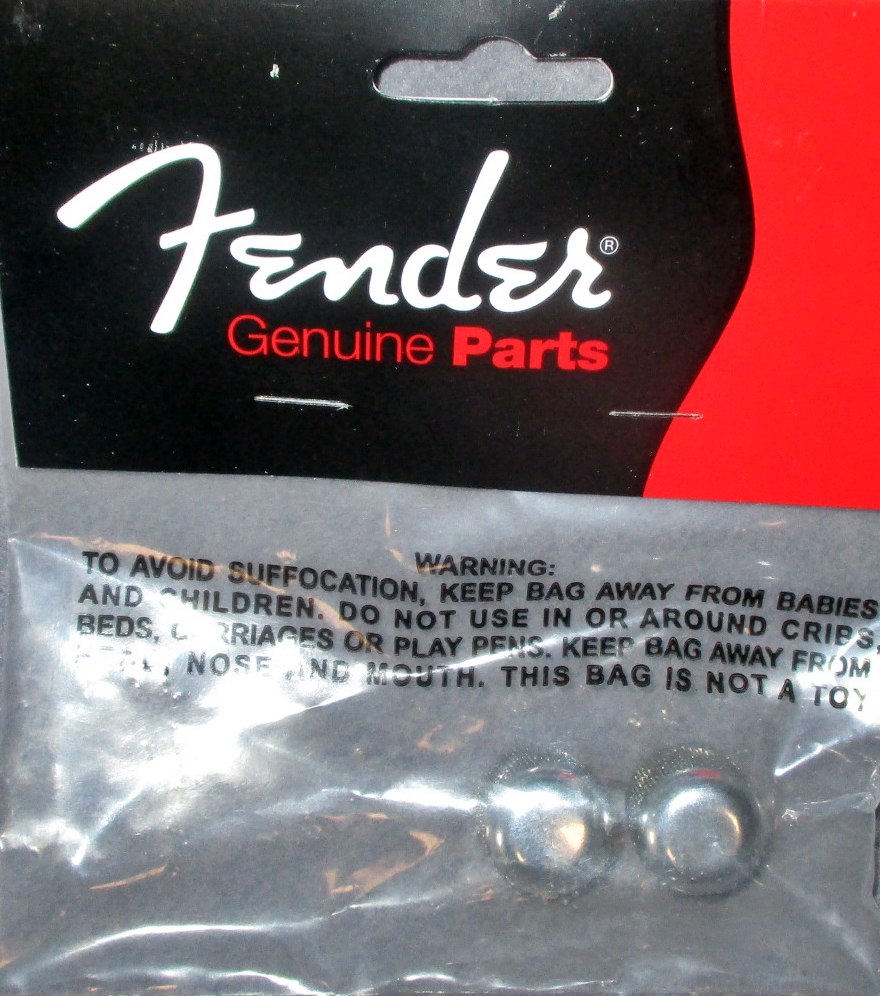 Fender®
Genuine Parts
WARNING:
TO AVOID SUFFOCATION, KEEP BAG AWAY FROM BABIES
AND CHILDREN. DO NOT USE IN OR AROUND CRIBS,
BEDS, CARRIAGES OR PLAY PENS. KEEP BAG AWAY FROM
NOSE AND MOUTH. THIS BAG IS NOT A TOY